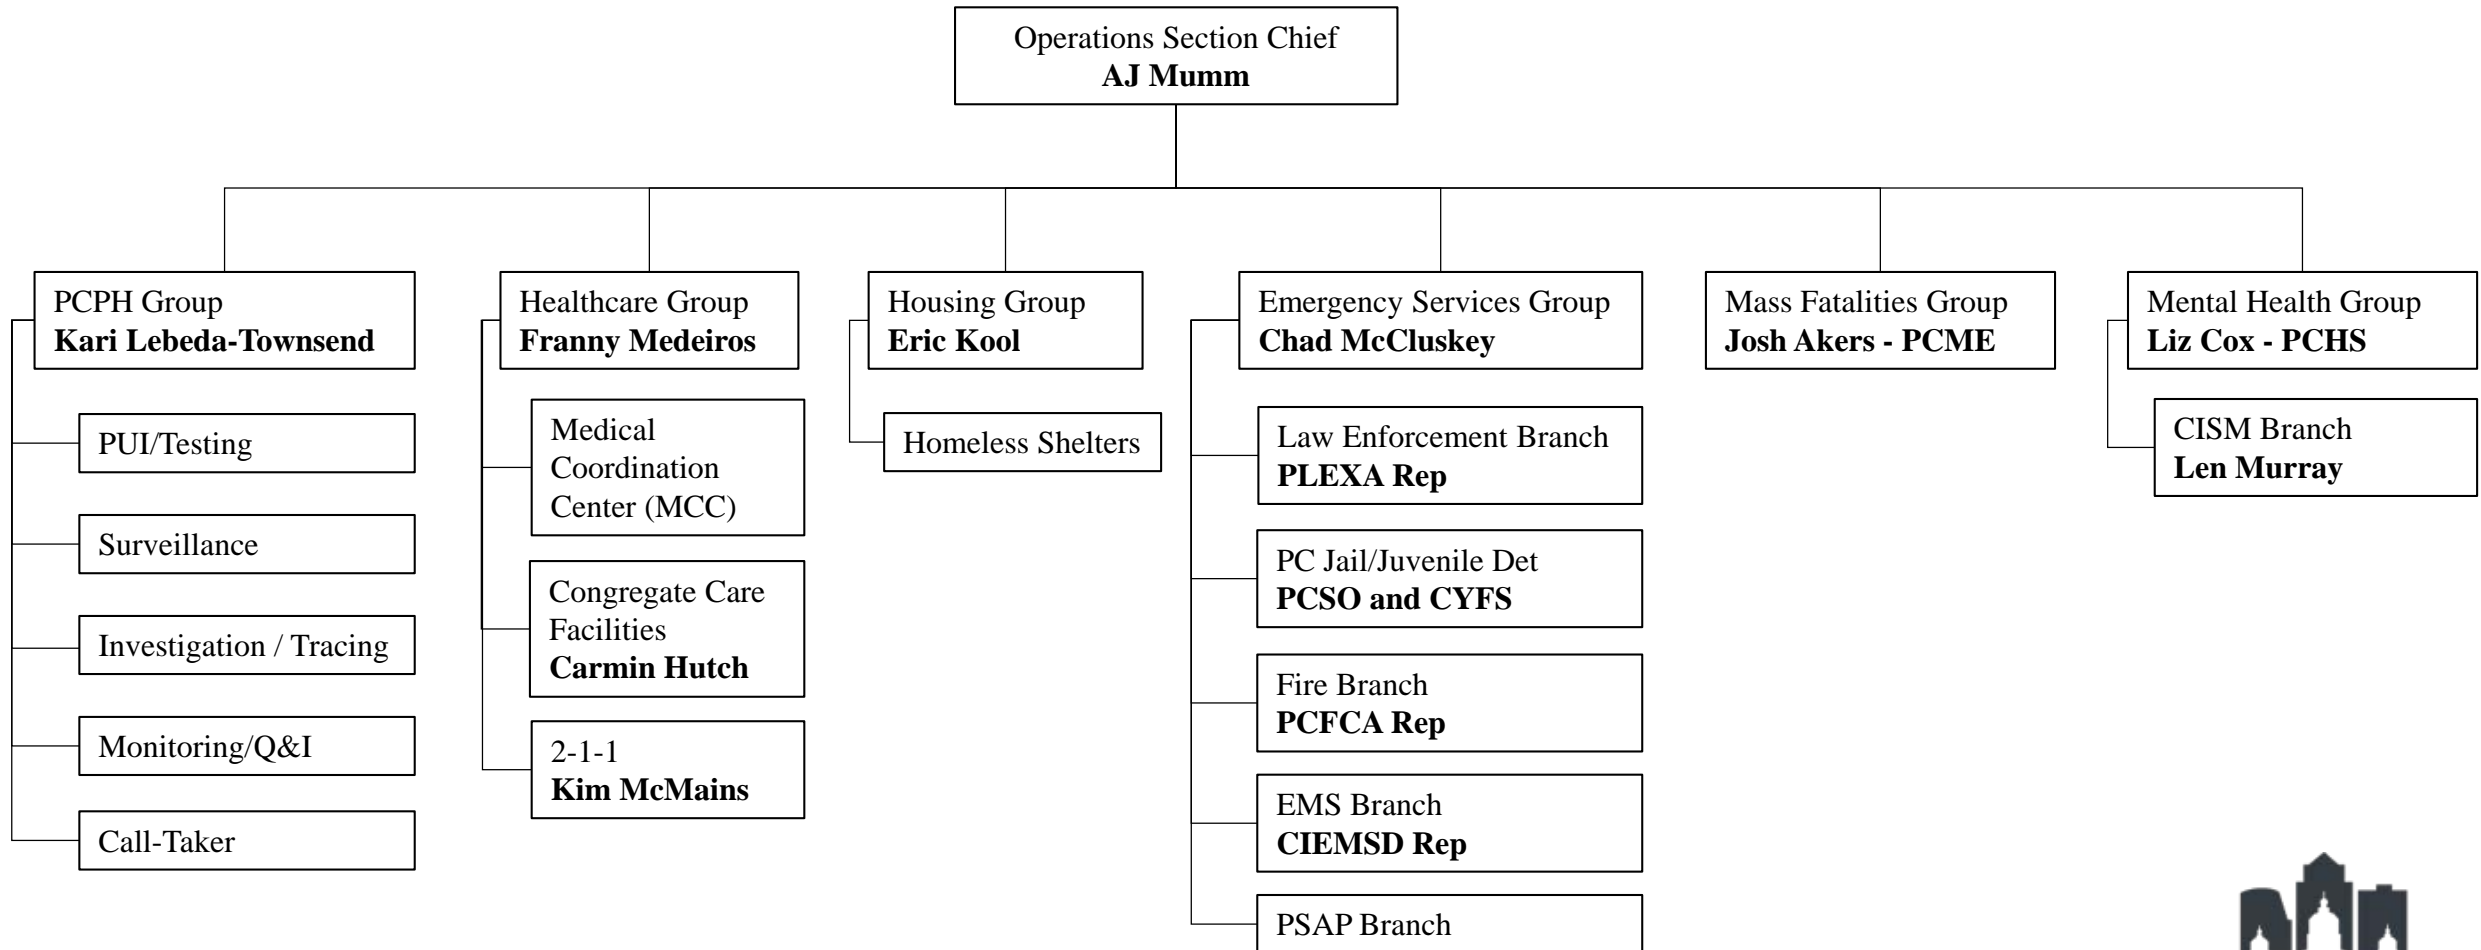 Operations Section Chief
AJ Mumm
PCPH Group
Kari Lebeda-Townsend
PUI/Testing
Surveillance
Investigation / Tracing
Monitoring/Q&I
Call-Taker
Healthcare Group
Franny Medeiros
Medical
Coordination
Center (MCC)
Congregate Care
Facilities
Carmin Hutch
2-1-1
Kim McMains
Housing Group
Eric Kool
Homeless Shelters
Emergency Services Group
Chad McCluskey
Law Enforcement Branch
PLEXA Rep
PC Jail/Juvenile Det
PCSO and CYFS
Fire Branch
PCFCA Rep
EMS Branch
CIEMSD Rep
PSAP Branch
Mass Fatalities Group
Josh Akers - PCME
Mental Health Group
Liz Cox - PCHS
CISM Branch
Len Murray